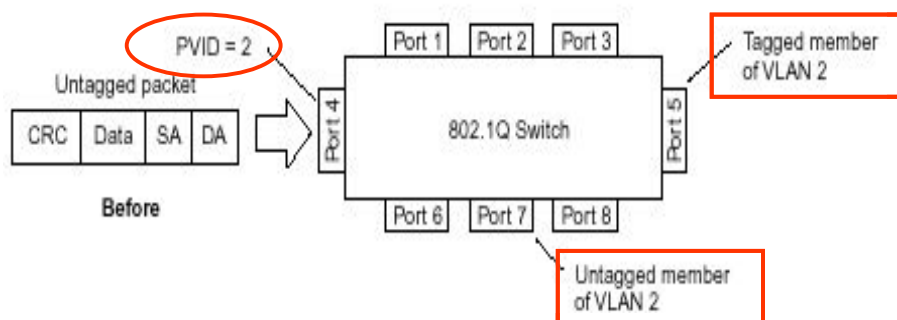 PVID = 2
Port 1
Port 2
Port 3
Tagged member
of VLAN 2
Untagged packet
CRC
Data
SA
DA
Port 4
802.1Q Switch
Port 5
Before
Port 6
Port 7
Port 8
Untagged member
of VLAN 2